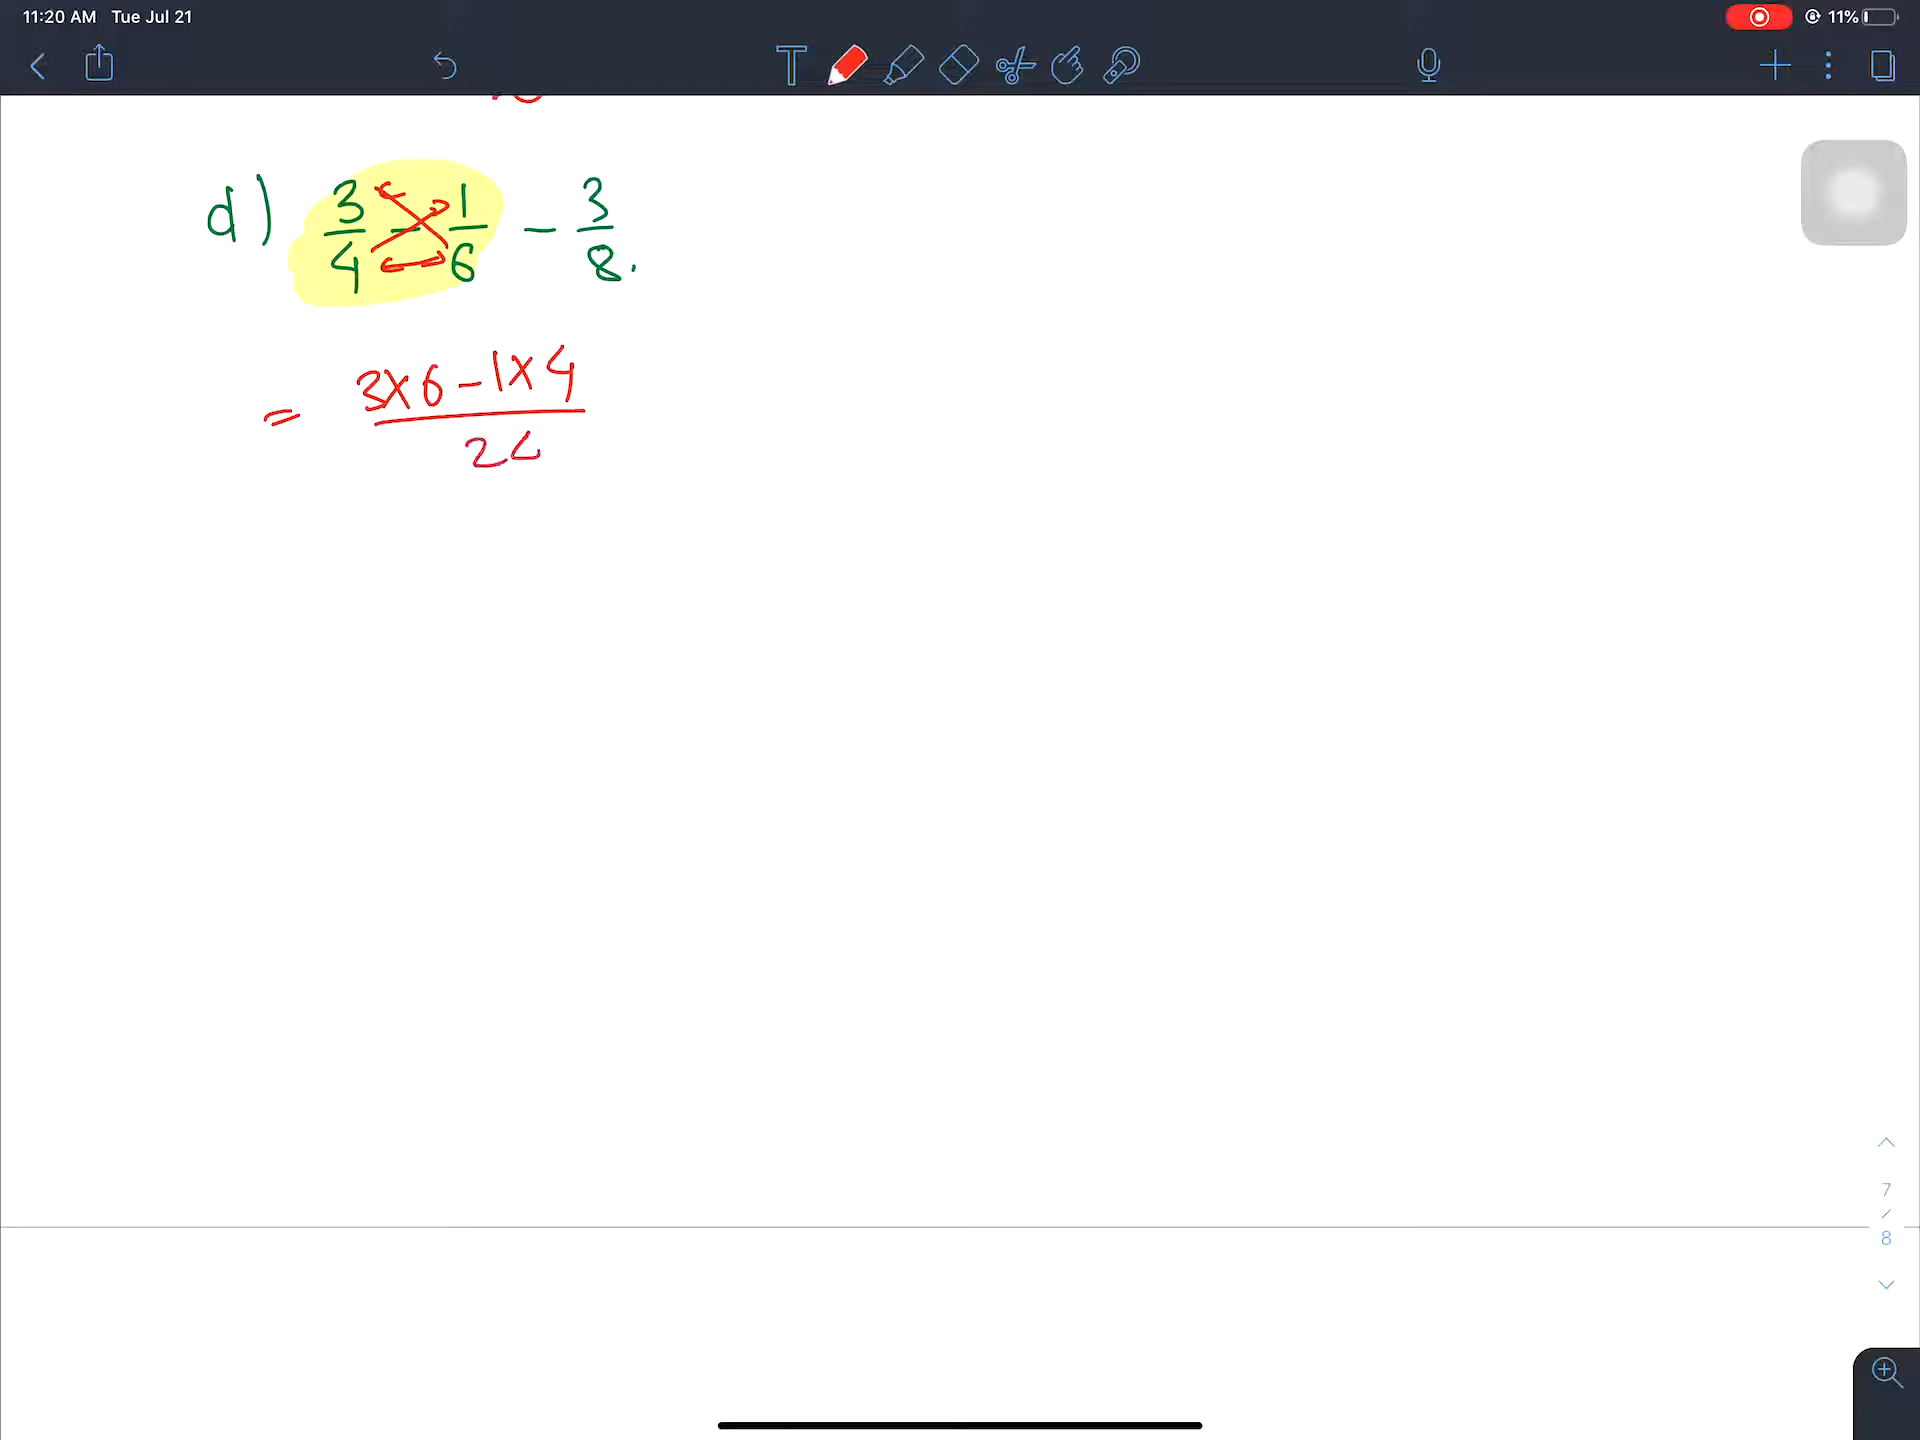 11:20 AM Tue Jul 21
11%
d) 3/4 - 1/6 - 3/8.
= 3x6-1x4/24
7
/
8